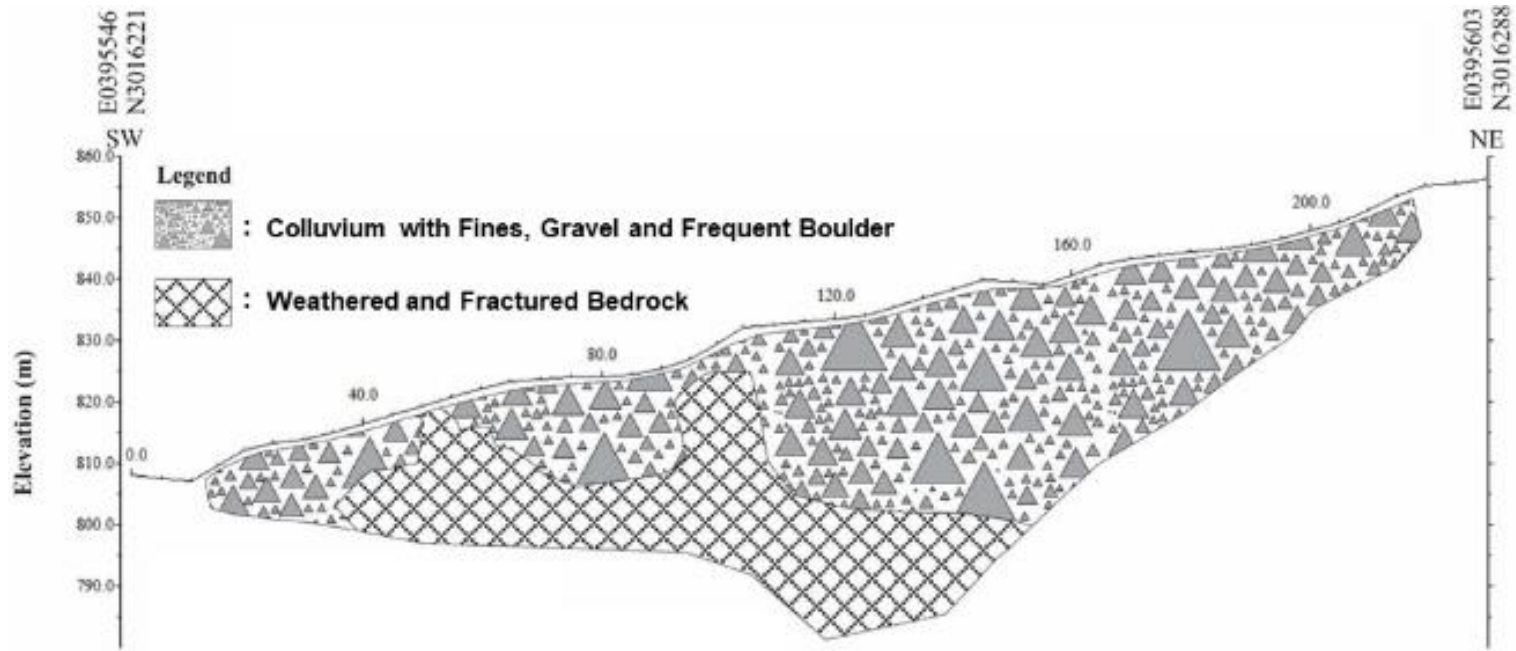 E0395546
N3016221
SW
E0395603
N3016288
NE
860.0
850.0
840.0
830.0
820.0
810.0
800.0
790.0
Elevation (m)
Legend
: Colluvium with Fines, Gravel and Frequent Boulder
: Weathered and Fractured Bedrock
0.0
40.0
80.0
120.0
160.0
200.0